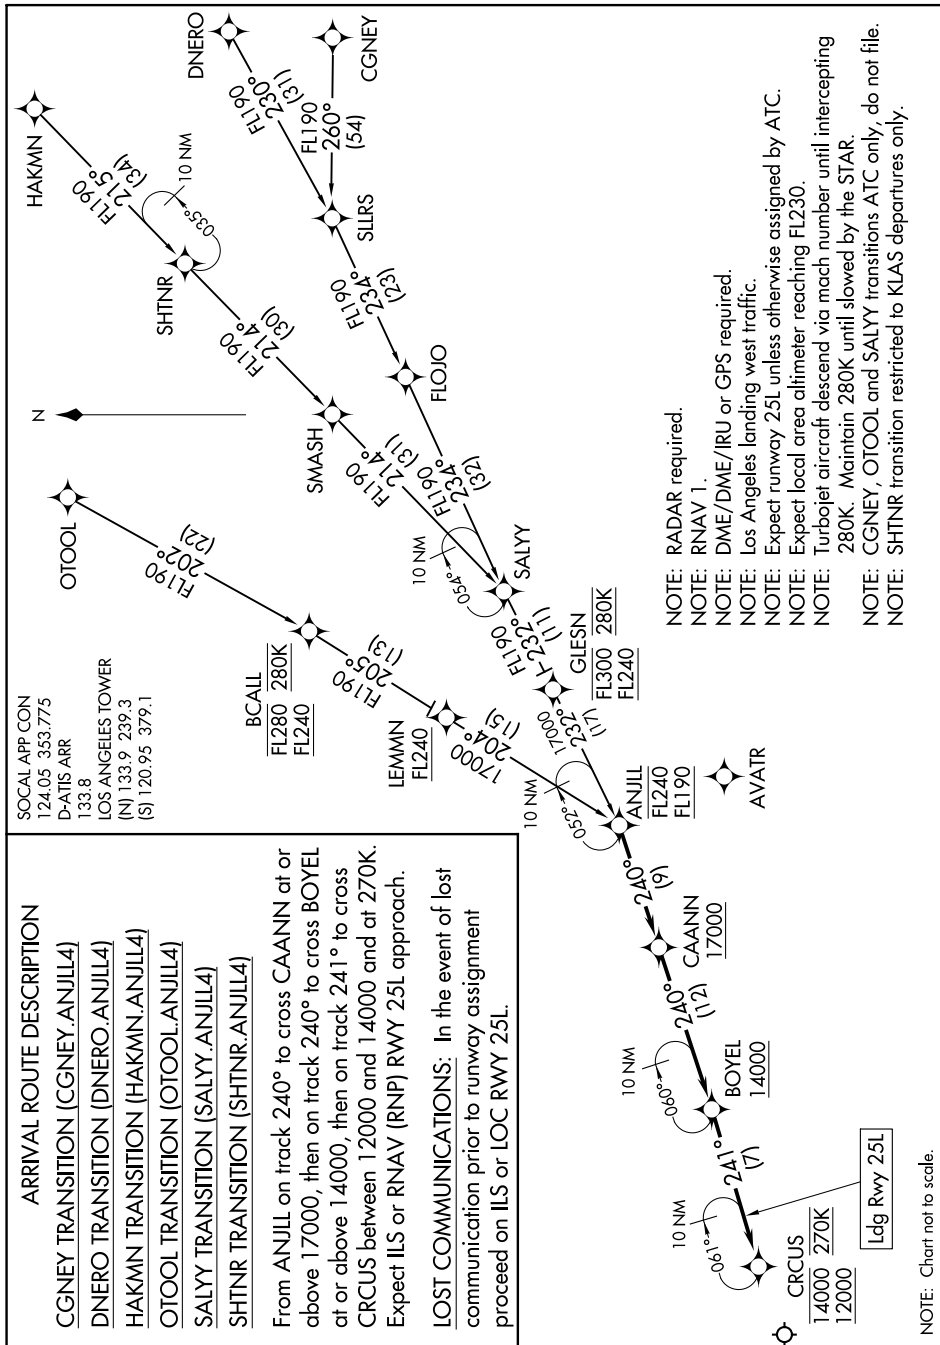 SOCAL APP CON
124.05 353.775
D-ATIS ARR
133.8
LOS ANGELES TOWER
(N) 133.9 239.3
(S) 120.95 379.1
ARRIVAL ROUTE DESCRIPTION
CGNEY TRANSITION (CGNEY.ANJLL4)
DNERO TRANSITION (DNERO.ANJLL4)
HAKMN TRANSITION (HAKMN.ANJLL4)
OTOOL TRANSITION (OTOOL.ANJLL4)
SALYY TRANSITION (SALYY.ANJLL4)
SHTNR TRANSITION (SHTNR.ANJLL4)
From ANJLL on track 240° to cross CAANN at or
above 17000, then on track 240° to cross BOYEL
at or above 14000, then on track 241° to cross
CRCUS between 12000 and 14000 and at 270K.
Expect ILS or RNAV (RNP) RWY 25L approach.
LOST COMMUNICATIONS: In the event of lost
communication prior to runway assignment
proceed on ILS or LOC RWY 25L.
N
HAKMN
FL190
215°
(34)
SHTNR
10 NM
035°
FL190
214°
(30)
SMASH
FL190
214°
(31)
DNERO
FL190
230°
(31)
CGNEY
FL190
260°
(54)
SLLRS
FL190
234°
(23)
FLOJO
FL190
234°
(32)
SALYY
10 NM
054°
FL190
232°
(11)
GLESN
FL300 280K
FL240
17000
232°
(17)
OTOOL
FL190
202°
(22)
BCALL
FL280 280K
FL240
FL190
205°
(13)
LEMMN
FL240
17000
204°
(15)
10 NM
052°
ANJLL
FL240
FL190
AVATR
240°
(9)
CAANN
17000
240°
(12)
10 NM
060°
BOYEL
14000
241°
(7)
10 NM
061°
CRCUS
14000 270K
12000
Ldg Rwy 25L
NOTE: RADAR required.
NOTE: RNAV 1.
NOTE: DME/DME/IRU or GPS required.
NOTE: Los Angeles landing west traffic.
NOTE: Expect runway 25L unless otherwise assigned by ATC.
NOTE: Expect local area altimeter reaching FL230.
NOTE: Turbojet aircraft descend via mach number until intercepting
280K. Maintain 280K until slowed by the STAR.
NOTE: CGNEY, OTOOL and SALYY transitions ATC only, do not file.
NOTE: SHTNR transition restricted to KLAS departures only.
NOTE: Chart not to scale.